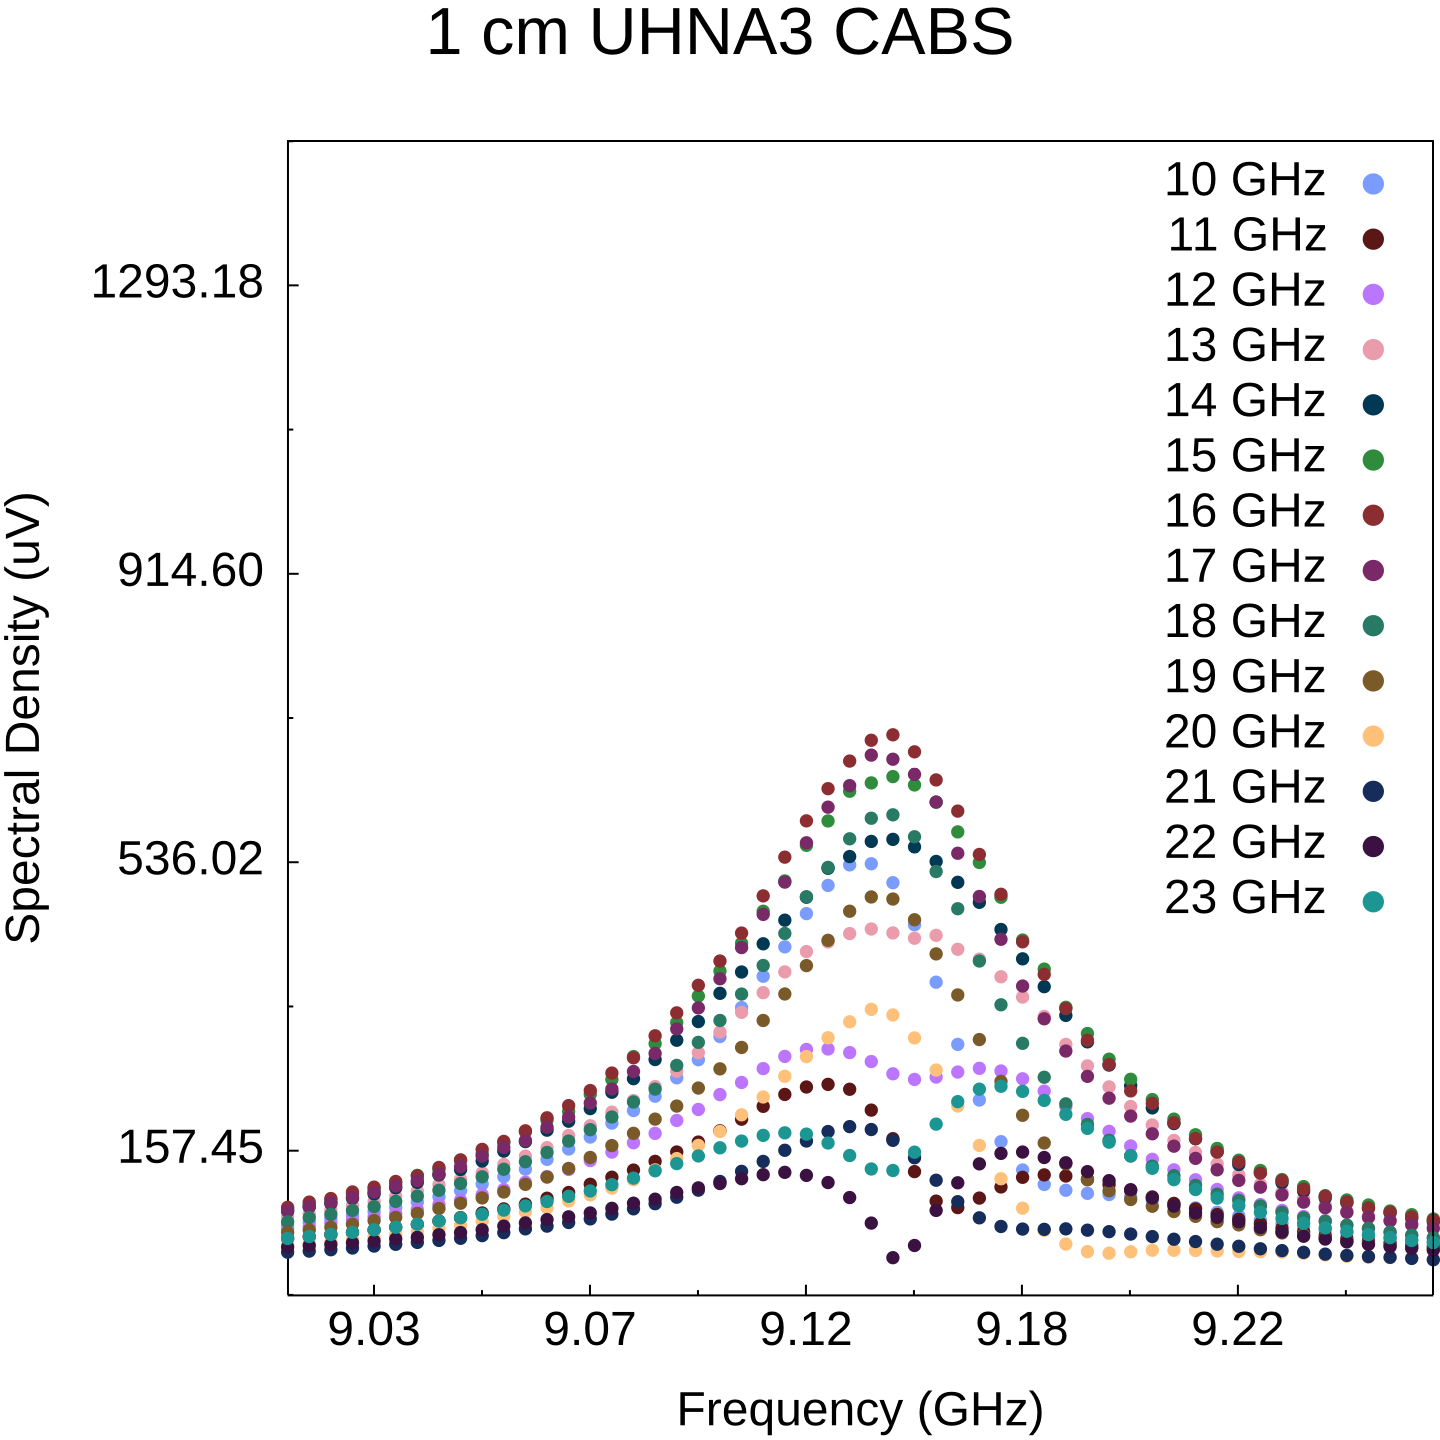 1 cm UHNA3 CABS
10 GHz
11 GHz
12 GHz
13 GHz
14 GHz
15 GHz
16 GHz
17 GHz
18 GHz
19 GHz
20 GHz
21 GHz
22 GHz
23 GHz
1293.18
914.60
536.02
157.45
Spectral Density (uV)
9.03 9.07 9.12 9.18 9.22
Frequency (GHz)